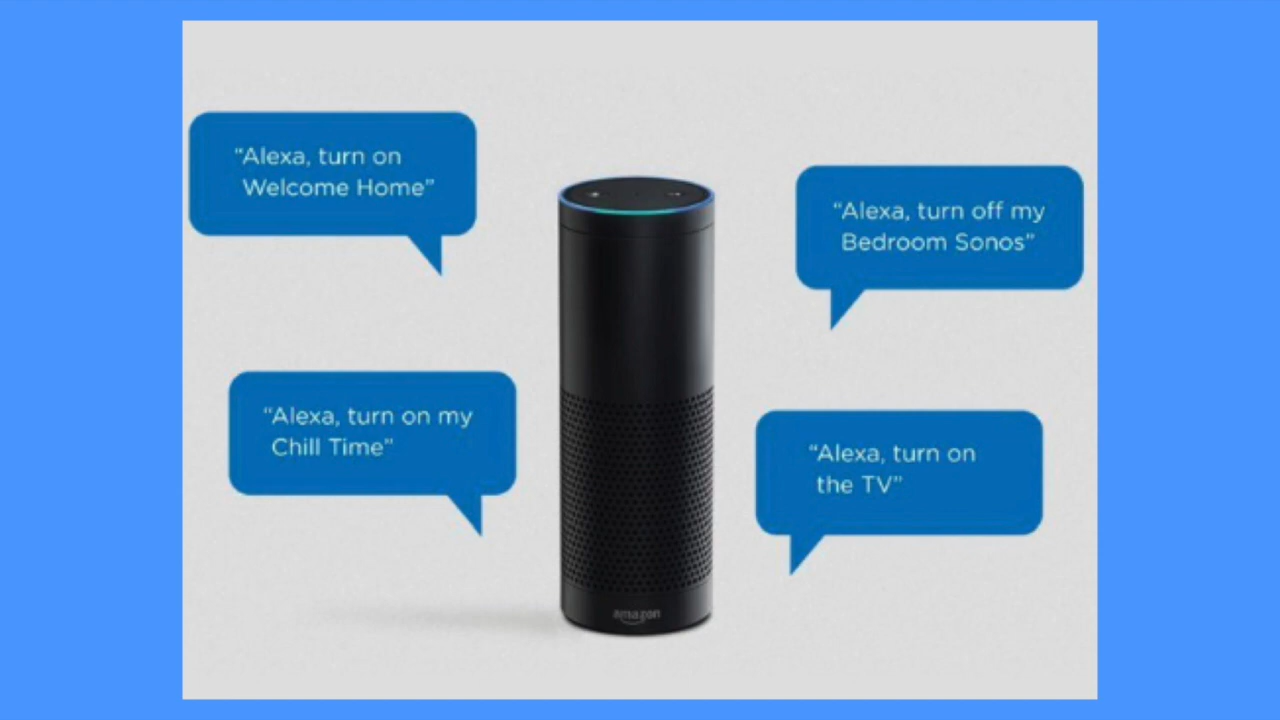 “Alexa, turn on
Welcome Home”
“Alexa, turn off my
Bedroom Sonos”
“Alexa, turn on my
Chill Time”
“Alexa, turn on
the TV”
amazon